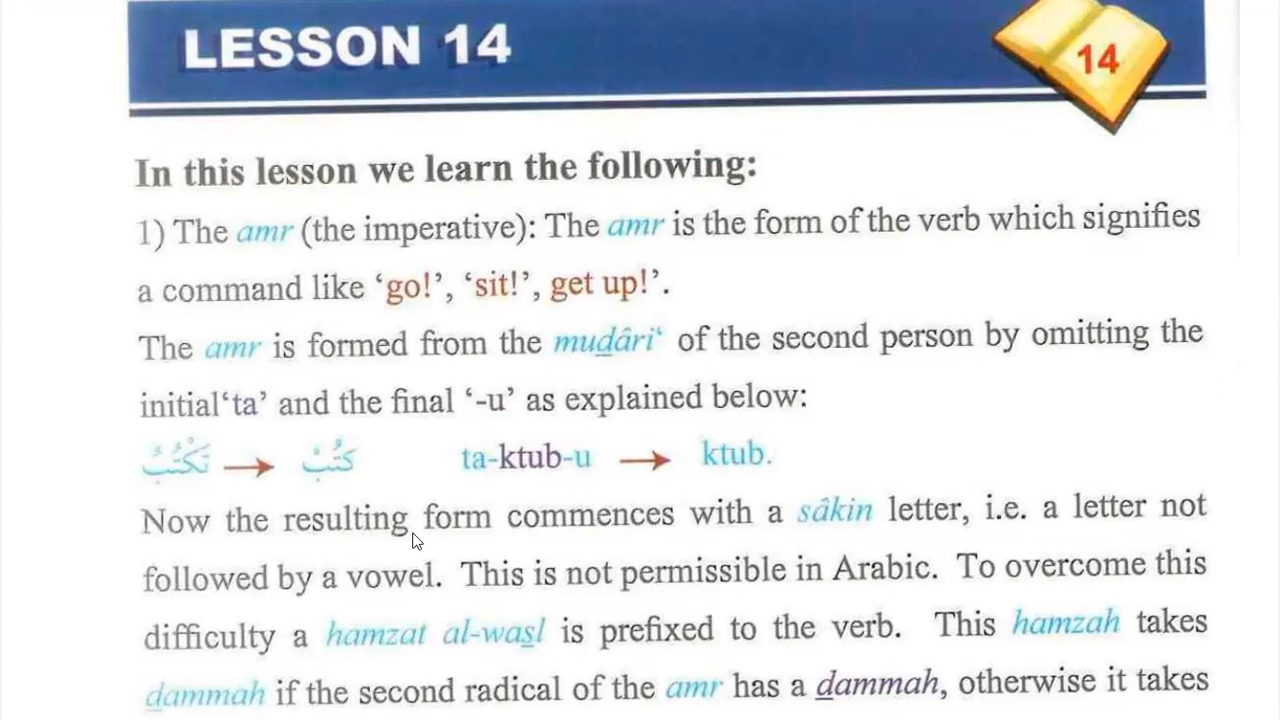 LESSON 14
14
In this lesson we learn the following:
1) The amr (the imperative): The amr is the form of the verb which signifies
a command like ‘go!’, ‘sit!’, get up!’.
The amr is formed from the muḏâri‘ of the second person by omitting the
initial‘ta’ and the final ‘-u’ as explained below:
تَكْتُبُ → كْتُبْ ta-ktub-u → ktub.
Now the resulting form commences with a sâkin letter, i.e. a letter not
followed by a vowel. This is not permissible in Arabic. To overcome this
difficulty a hamzat al-was̱l is prefixed to the verb. This hamzah takes
ḏammah if the second radical of the amr has a ḏammah, otherwise it takes